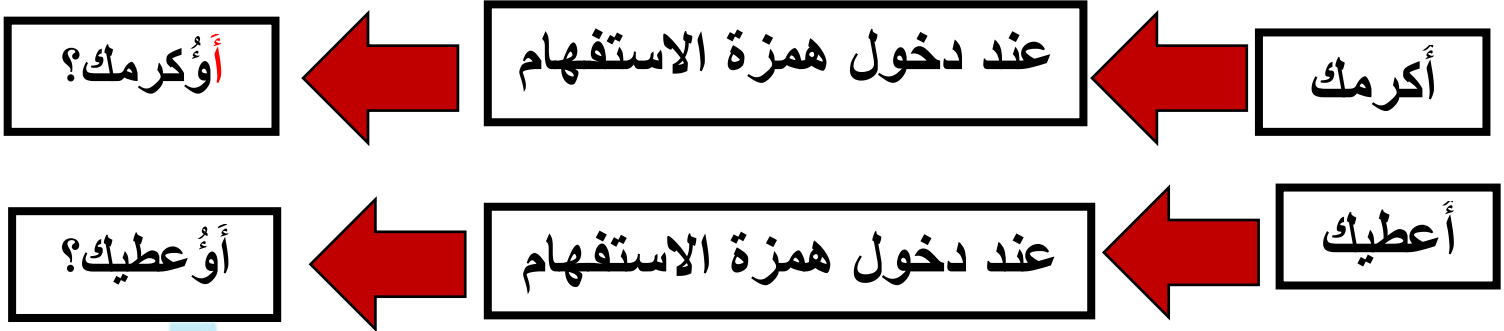 أَكرمك
عند دخول همزة الاستفهام
أَؤُكرمك؟
أَعطيك
عند دخول همزة الاستفهام
أَؤُعطيك؟